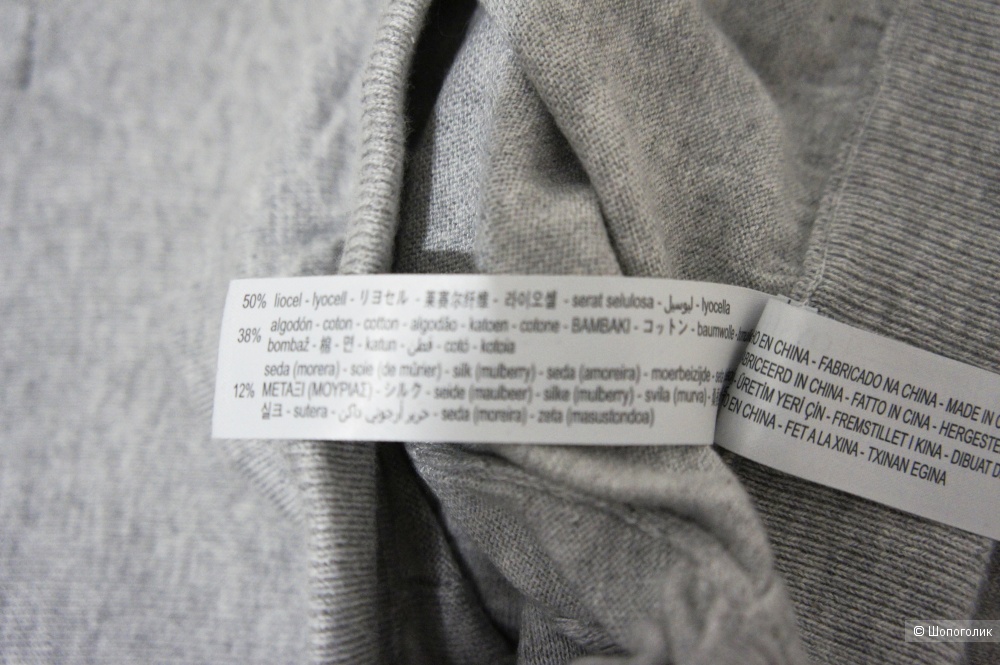 50% liocel - lyocell - リヨセル - 莱赛尔纤维 - 라이오셀 - serat selulosa - ليوسيل - lyocella
38% algodón - coton - cotton - algodão - katoen - cotone - BAMBAKI - コットン - baumwolle -
bombaž - 棉 - 면 - katun - قطن - cotó - kotoia
seda (morera) - soie (de mûrier) - silk (mulberry) - seda (amoreira) - moerbeizijde -
12% ΜΕΤΑΞΙ (ΜΟΥΡΙΑΣ) - シルク - seide (maulbeer) - silke (mulberry) - svila (murva) -
실크 - sutera - حرير أرجواني داكن - seda (moreira) - zeta (masustondoa)
EN CHINA - FABRICADO NA CHINA - MADE IN
IN CHINA - FATTO IN CINA -
ÜRETİM YERİ ÇİN - FREMSTILLET I KINA - DIBUAT
EN CHINA - FET A LA XINA - TXINAN EGINA
© Шопоголик